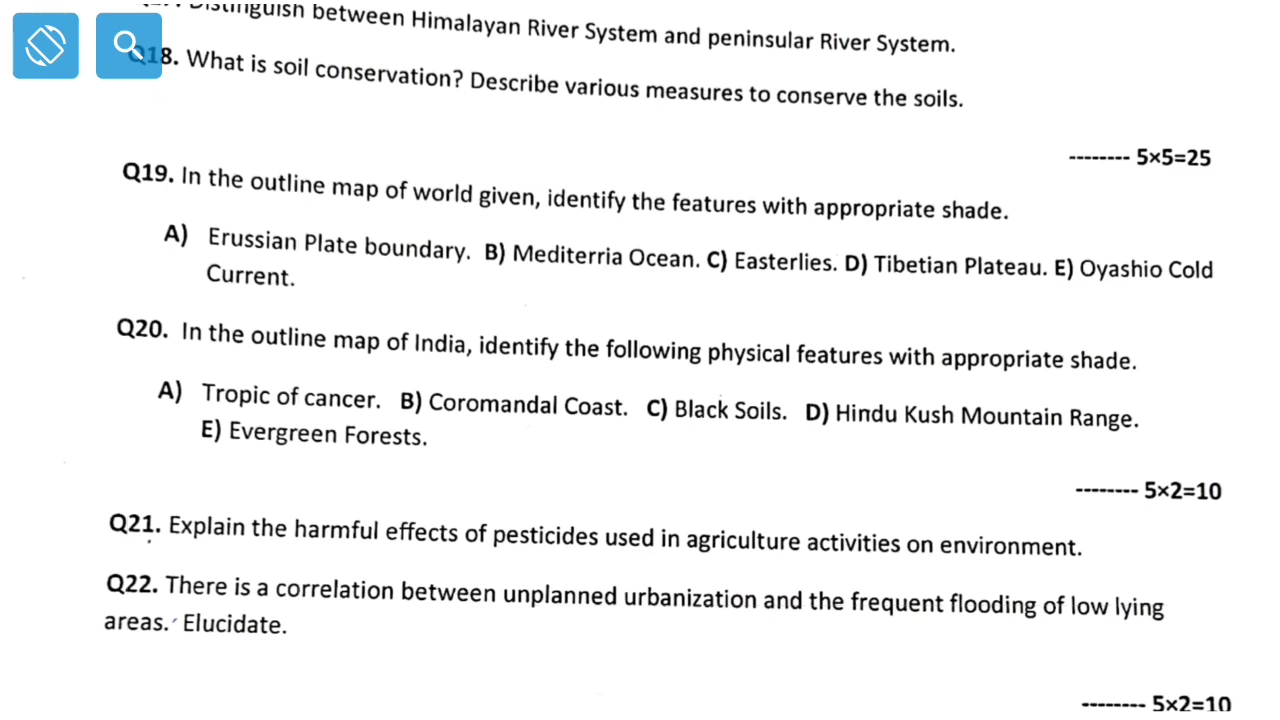 Distinguish between Himalayan River System and peninsular River System.
Q18. What is soil conservation? Describe various measures to conserve the soils.
-------- 5×5=25
Q19. In the outline map of world given, identify the features with appropriate shade.
A) Erussian Plate boundary. B) Mediterria Ocean. C) Easterlies. D) Tibetian Plateau. E) Oyashio Cold
Current.
Q20. In the outline map of India, identify the following physical features with appropriate shade.
A) Tropic of cancer. B) Coromandal Coast. C) Black Soils. D) Hindu Kush Mountain Range.
E) Evergreen Forests.
-------- 5×2=10
Q21. Explain the harmful effects of pesticides used in agriculture activities on environment.
Q22. There is a correlation between unplanned urbanization and the frequent flooding of low lying
areas. Elucidate.
-------- 5×2=10